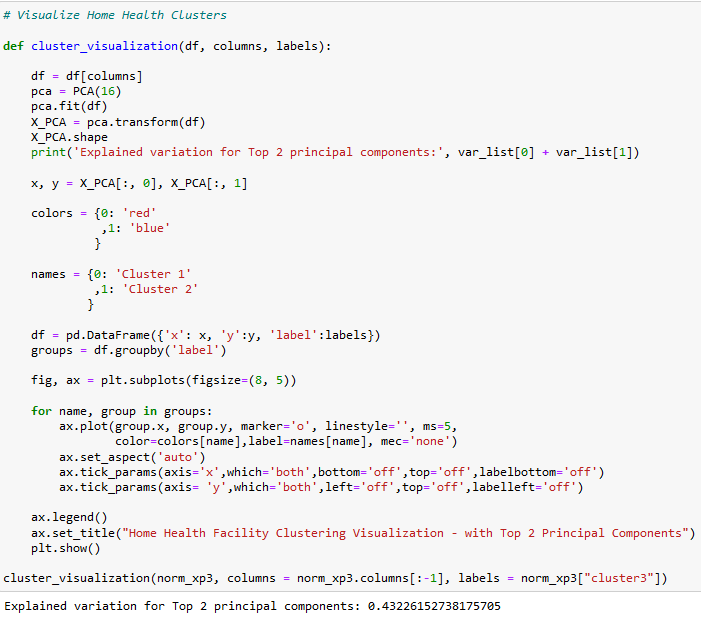 # Visualize Home Health Clusters
def cluster_visualization(df, columns, labels):
df = df[columns]
pca = PCA(16)
pca.fit(df)
X_PCA = pca.transform(df)
X_PCA.shape
print('Explained variation for Top 2 principal components:', var_list[0] + var_list[1])
x, y = X_PCA[:, 0], X_PCA[:, 1]
colors = {0: 'red'
,1: 'blue'
}
names = {0: 'Cluster 1'
,1: 'Cluster 2'
}
df = pd.DataFrame({'x': x, 'y':y, 'label':labels})
groups = df.groupby('label')
fig, ax = plt.subplots(figsize=(8, 5))
for name, group in groups:
ax.plot(group.x, group.y, marker='o', linestyle='', ms=5,
color=colors[name],label=names[name], mec='none')
ax.set_aspect('auto')
ax.tick_params(axis='x',which='both',bottom='off',top='off',labelbottom='off')
ax.tick_params(axis= 'y',which='both',left='off',top='off',labelleft='off')
ax.legend()
ax.set_title("Home Health Facility Clustering Visualization - with Top 2 Principal Components")
plt.show()
cluster_visualization(norm_xp3, columns = norm_xp3.columns[:-1], labels = norm_xp3["cluster3"])
Explained variation for Top 2 principal components: 0.43226152738175705